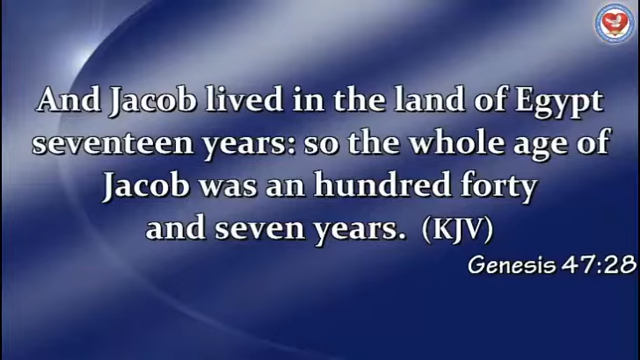 And Jacob lived in the land of Egypt
seventeen years: so the whole age of
Jacob was an hundred forty
and seven years. (KJV)
Genesis 47:28